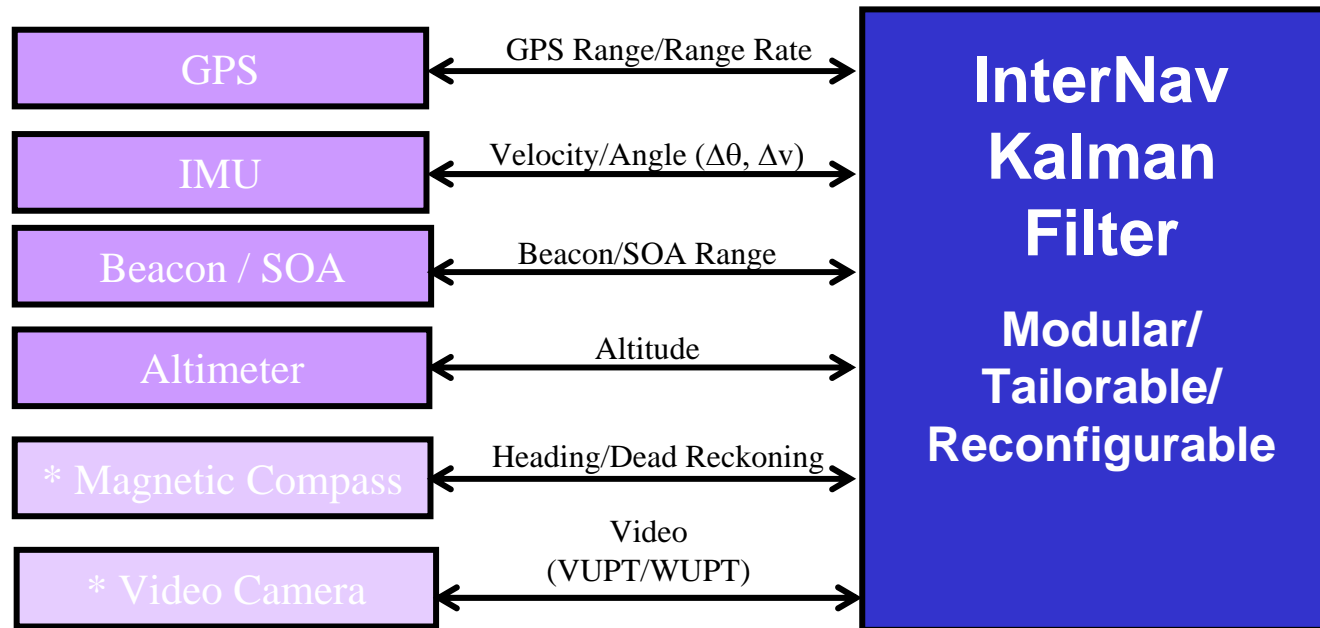 GPS
GPS Range/Range Rate
IMU
Velocity/Angle (Δθ, Δv)
Beacon / SOA
Beacon/SOA Range
Altimeter
Altitude
* Magnetic Compass
Heading/Dead Reckoning
* Video Camera
Video
(VUPT/WUPT)
InterNav
Kalman
Filter
Modular/
Tailorable/
Reconfigurable